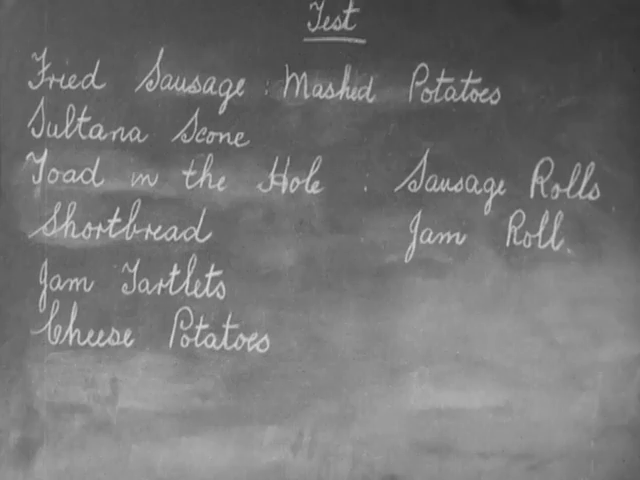 Test
Fried Sausage : Mashed Potatoes
Sultana Scone
Toad in the Hole : Sausage Rolls
Shortbread Jam Roll.
Jam Tartlets
Cheese Potatoes